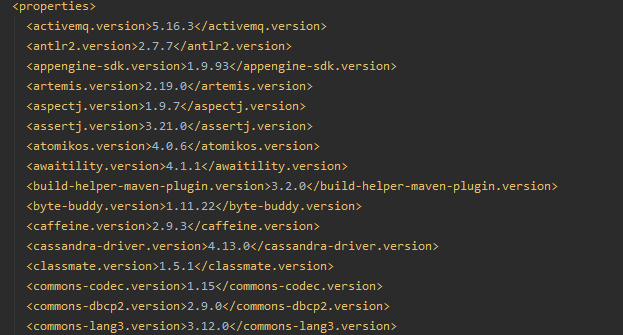 <properties>
<activemq.version>5.16.3</activemq.version>
<antlr2.version>2.7.7</antlr2.version>
<appengine-sdk.version>1.9.93</appengine-sdk.version>
<artemis.version>2.19.0</artemis.version>
<aspectj.version>1.9.7</aspectj.version>
<assertj.version>3.21.0</assertj.version>
<atomikos.version>4.0.6</atomikos.version>
<awaitility.version>4.1.1</awaitility.version>
<build-helper-maven-plugin.version>3.2.0</build-helper-maven-plugin.version>
<byte-buddy.version>1.11.22</byte-buddy.version>
<caffeine.version>2.9.3</caffeine.version>
<cassandra-driver.version>4.13.0</cassandra-driver.version>
<classmate.version>1.5.1</classmate.version>
<commons-codec.version>1.15</commons-codec.version>
<commons-dbcp2.version>2.9.0</commons-dbcp2.version>
<commons-lang3.version>3.12.0</commons-lang3.version>